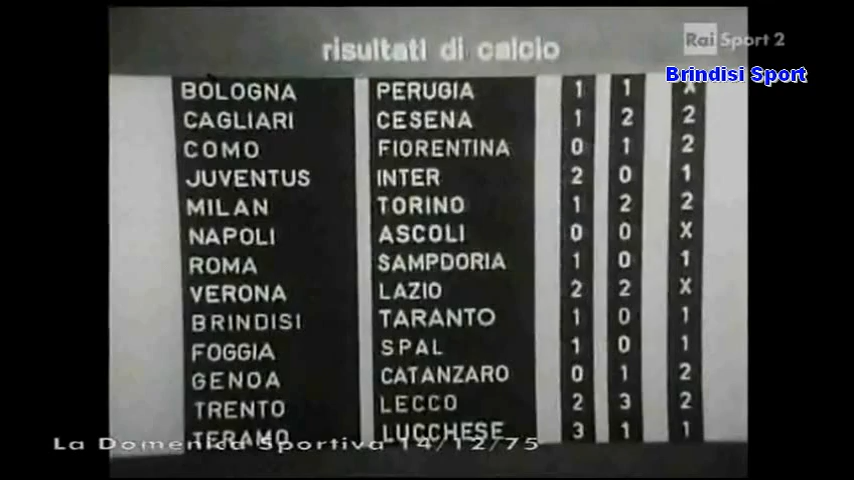 Rai Sport 2
risultati di calcio
Brindisi Sport
BOLOGNA PERUGIA 1 1 X
CAGLIARI CESENA 1 2 2
COMO FIORENTINA 0 1 2
JUVENTUS INTER 2 0 1
MILAN TORINO 1 2 2
NAPOLI ASCOLI 0 0 X
ROMA SAMPDORIA 1 0 1
VERONA LAZIO 2 2 X
BRINDISI TARANTO 1 0 1
FOGGIA SPAL 1 0 1
GENOA CATANZARO 0 1 2
TRENTO LECCO 2 3 2
TERAMO LUCCHESE 3 1 1
La Domenica Sportiva 14/12/75